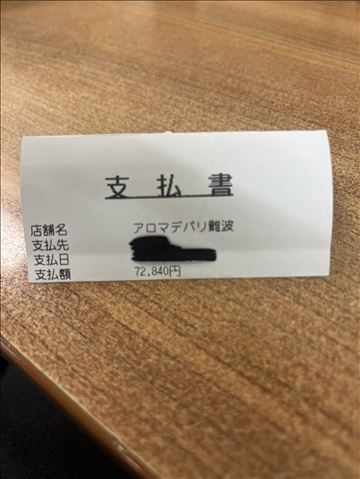 支払書
店舗名 アロマデパリ難波
支払先
支払日
支払額 72,840円